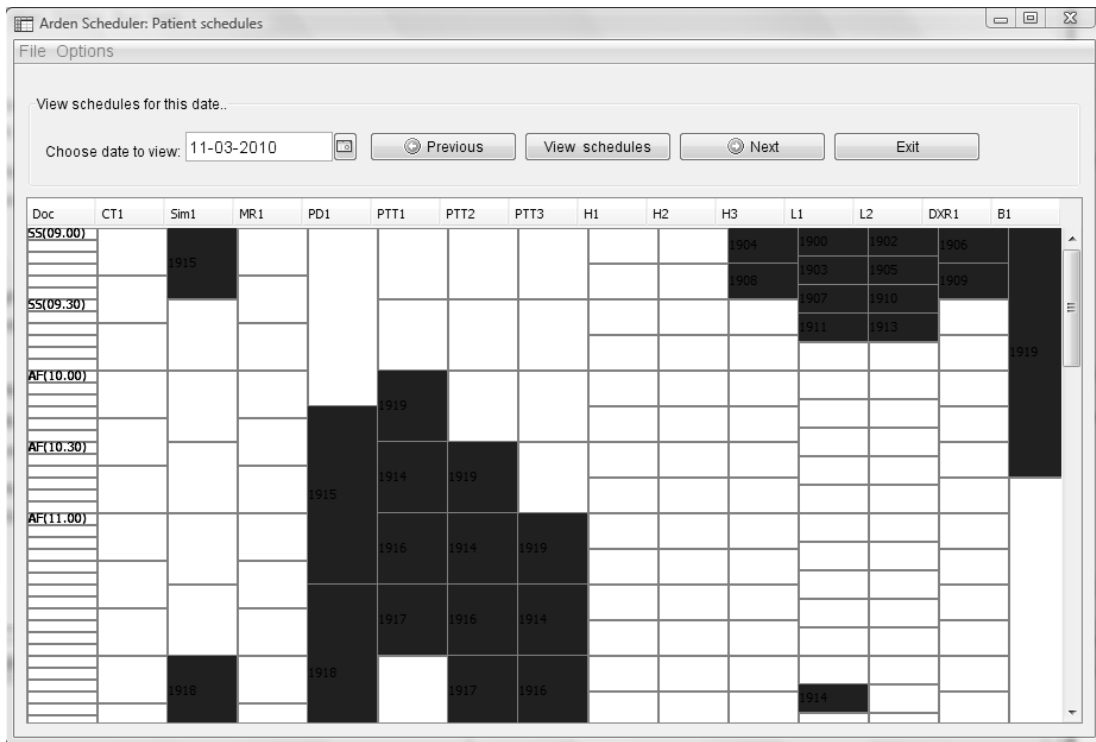 Arden Scheduler: Patient schedules
File Options
View schedules for this date..
Choose date to view: 11-03-2010 Previous View schedules Next Exit
Doc CT1 Sim1 MR1 PD1 PTT1 PTT2 PTT3 H1 H2 H3 L1 L2 DXR1 B1
SS(09.00)
1904 1900 1902 1906
1915
1903 1905
1908 1909
1907 1910
SS(09.30)
1911 1913
1919
AF(10.00)
1919
AF(10.30)
1914 1919
1915
AF(11.00)
1916 1914 1919
1917 1916 1914
1918
1918 1917 1916
1914